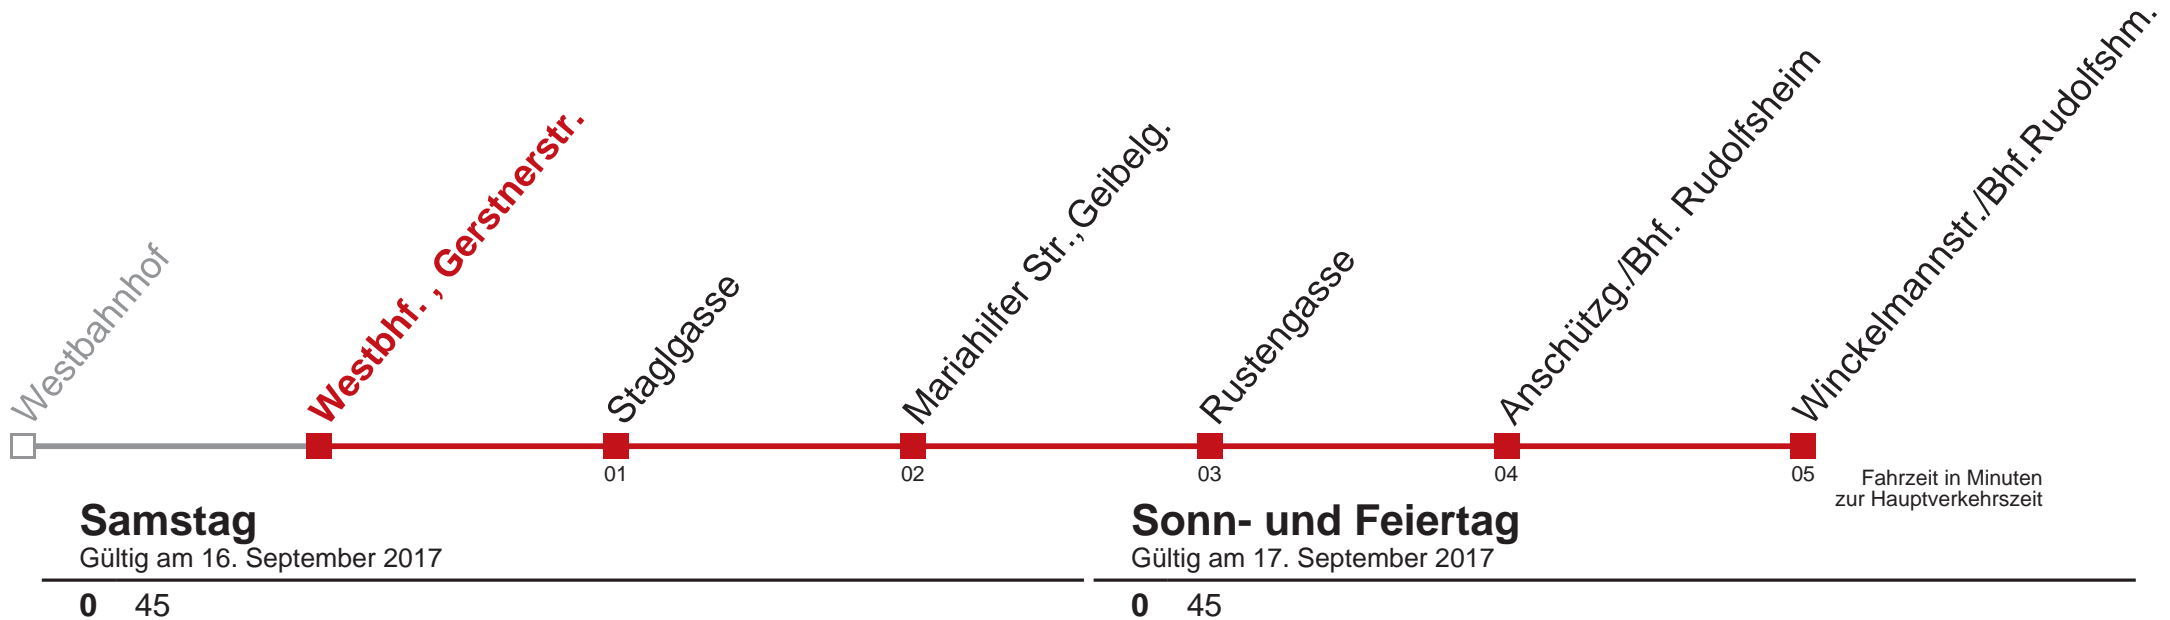 Westbahnhof
Westbhf. , Gerstnerstr.
Staglgasse
Mariahilfer Str.,Geibelg.
Rustengasse
Anschützg./Bhf. Rudolfsheim
Winckelmannstr./Bhf.Rudolfshm.
01 02 03 04 05
Fahrzeit in Minuten
zur Hauptverkehrszeit
Samstag
Gültig am 16. September 2017
0 45
Sonn- und Feiertag
Gültig am 17. September 2017
0 45